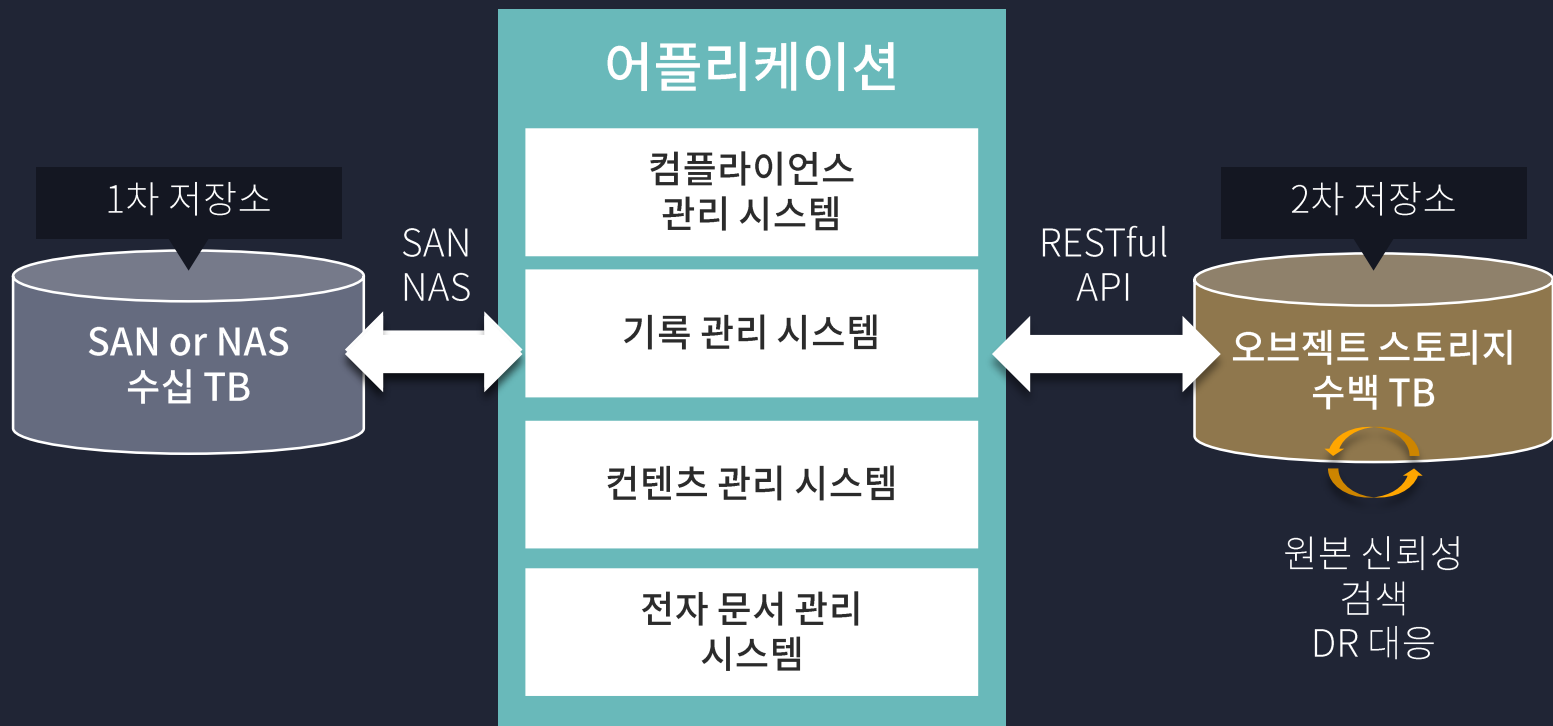 어플리케이션
컴플라이언스
관리 시스템
기록 관리 시스템
컨텐츠 관리 시스템
전자 문서 관리
시스템
1차 저장소
SAN or NAS
수십 TB
SAN
NAS
RESTful
API
2차 저장소
오브젝트 스토리지
수백 TB
원본 신뢰성
검색
DR 대응